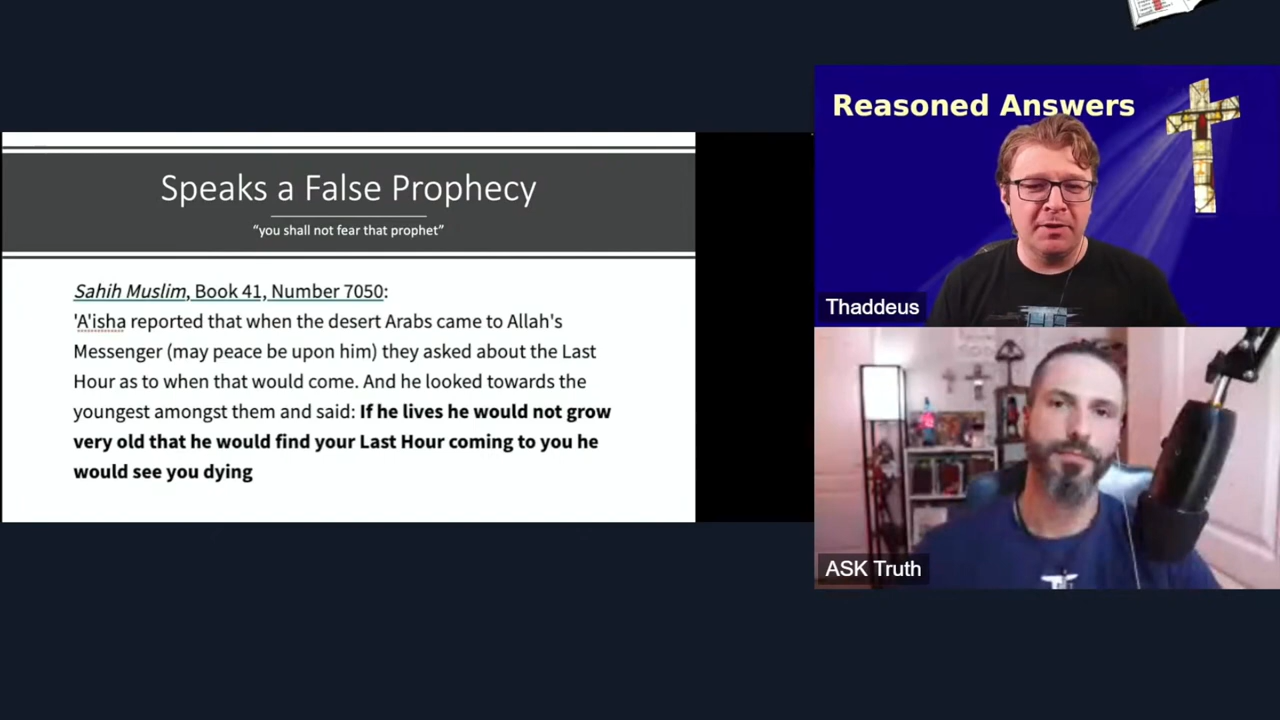 Speaks a False Prophecy
“you shall not fear that prophet”
Sahih Muslim, Book 41, Number 7050:
'A'isha reported that when the desert Arabs came to Allah's
Messenger (may peace be upon him) they asked about the Last
Hour as to when that would come. And he looked towards the
youngest amongst them and said: If he lives he would not grow
very old that he would find your Last Hour coming to you he
would see you dying
Reasoned Answers
Thaddeus
ASK Truth